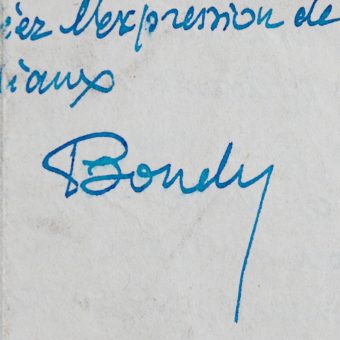 iez l'expression de
iaux
Bondy